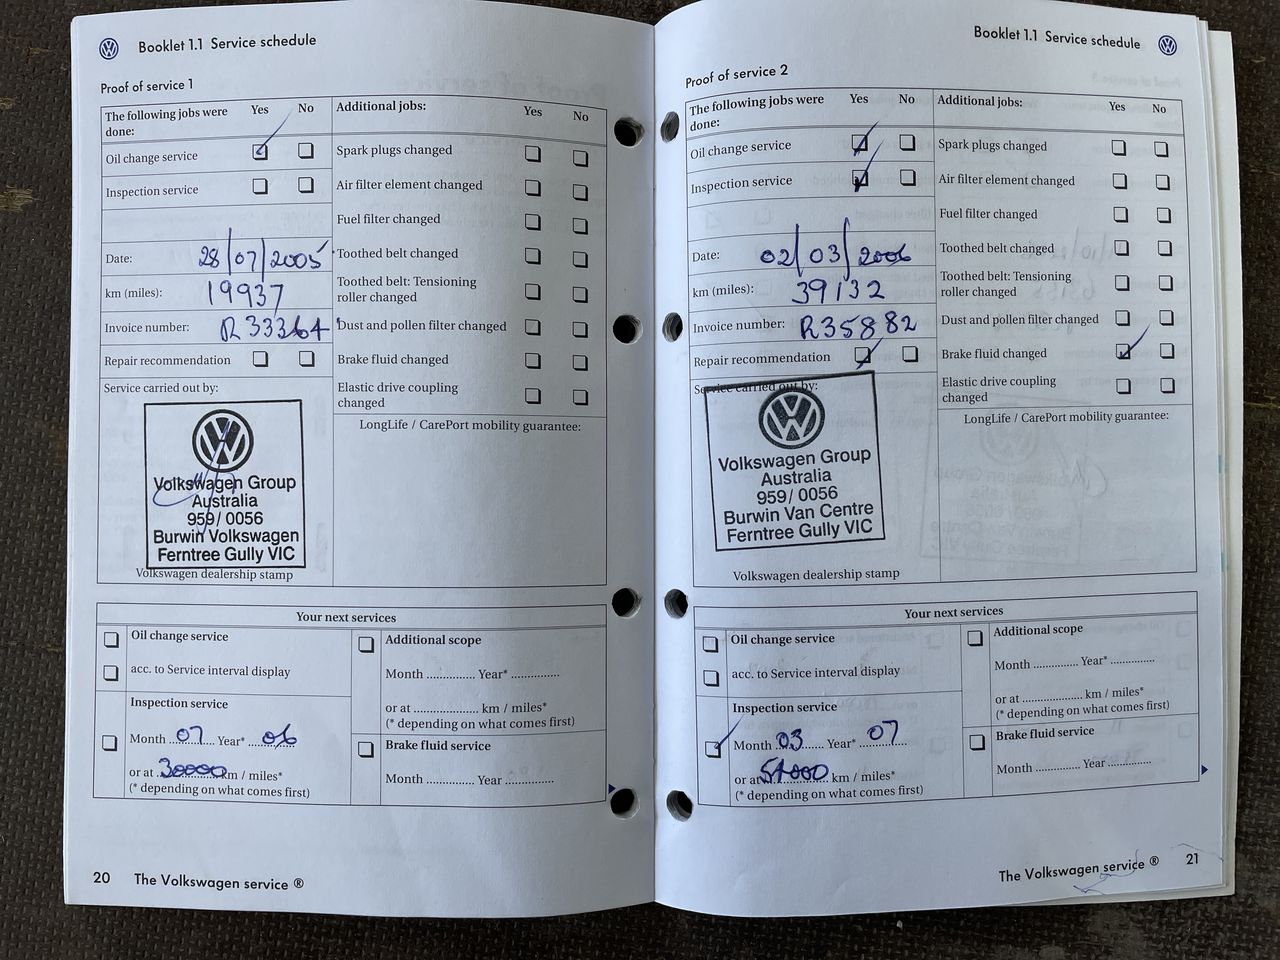 Booklet 1.1 Service schedule
Proof of service 1
The following jobs were done: Yes No
Oil change service
Inspection service
Date: 28/07/2005
km (miles): 19937
Invoice number: R33364
Repair recommendation
Service carried out by:
Volkswagen Group
Australia
959/ 0056
Burwin Volkswagen
Ferntree Gully VIC
Volkswagen dealership stamp
Additional jobs: Yes No
Spark plugs changed
Air filter element changed
Fuel filter changed
Toothed belt changed
Toothed belt: Tensioning
roller changed
Dust and pollen filter changed
Brake fluid changed
Elastic drive coupling
changed
LongLife / CarePort mobility guarantee:
Your next services
Oil change service
acc. to Service interval display
Inspection service
Month 07 Year* 06
or at 30000 km / miles*
(* depending on what comes first)
Additional scope
Month .............. Year* ..............
or at .................. km / miles*
(* depending on what comes first)
Brake fluid service
Month .............. Year ..............
20 The Volkswagen service ®
Booklet 1.1 Service schedule
Proof of service 2
The following jobs were done: Yes No
Oil change service
Inspection service
Date: 02/03/2006
km (miles): 39132
Invoice number: R35882
Repair recommendation
Service carried out by:
Volkswagen Group
Australia
959/ 0056
Burwin Van Centre
Ferntree Gully VIC
Volkswagen dealership stamp
Additional jobs: Yes No
Spark plugs changed
Air filter element changed
Fuel filter changed
Toothed belt changed
Toothed belt: Tensioning
roller changed
Dust and pollen filter changed
Brake fluid changed
Elastic drive coupling
changed
LongLife / CarePort mobility guarantee:
Your next services
Oil change service
acc. to Service interval display
Inspection service
Month 03 Year* 07
or at km / miles*
(* depending on what comes first)
Additional scope
Month .............. Year* ..............
or at .................. km / miles*
(* depending on what comes first)
Brake fluid service
Month .............. Year ..............
The Volkswagen service ® 21